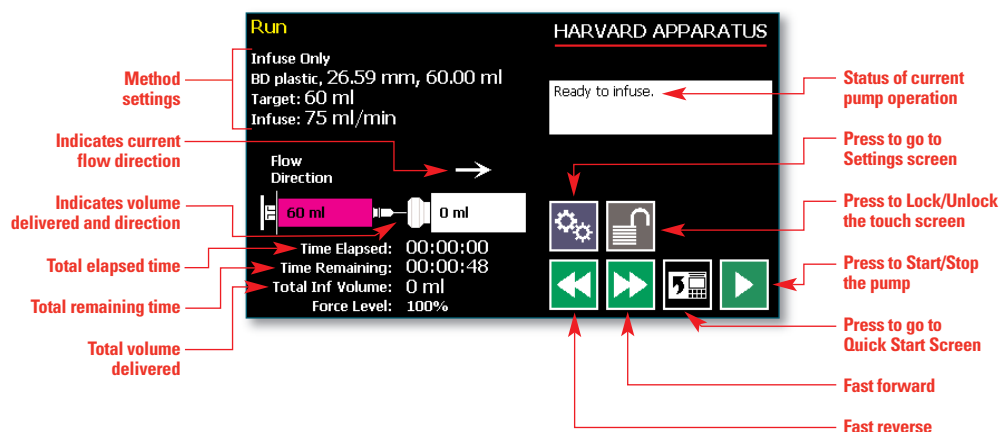 Run
HARVARD APPARATUS
Infuse Only
BD plastic, 26.59 mm, 60.00 ml
Target: 60 ml
Infuse: 75 ml/min
Ready to infuse.
Flow
Direction
60 ml
0 ml
Time Elapsed: 00:00:00
Time Remaining: 00:00:48
Total Inf Volume: 0 ml
Force Level: 100%
Method
settings
Indicates current
flow direction
Indicates volume
delivered and direction
Total elapsed time
Total remaining time
Total volume
delivered
Status of current
pump operation
Press to go to
Settings screen
Press to Lock/Unlock
the touch screen
Press to Start/Stop
the pump
Press to go to
Quick Start Screen
Fast forward
Fast reverse